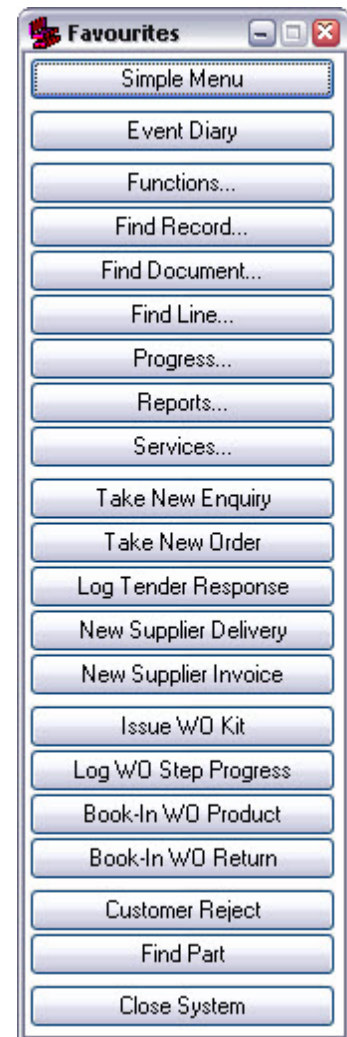 Favourites
Simple Menu
Event Diary
Functions...
Find Record...
Find Document...
Find Line...
Progress...
Reports...
Services...
Take New Enquiry
Take New Order
Log Tender Response
New Supplier Delivery
New Supplier Invoice
Issue WO Kit
Log WO Step Progress
Book-In WO Product
Book-In WO Return
Customer Reject
Find Part
Close System